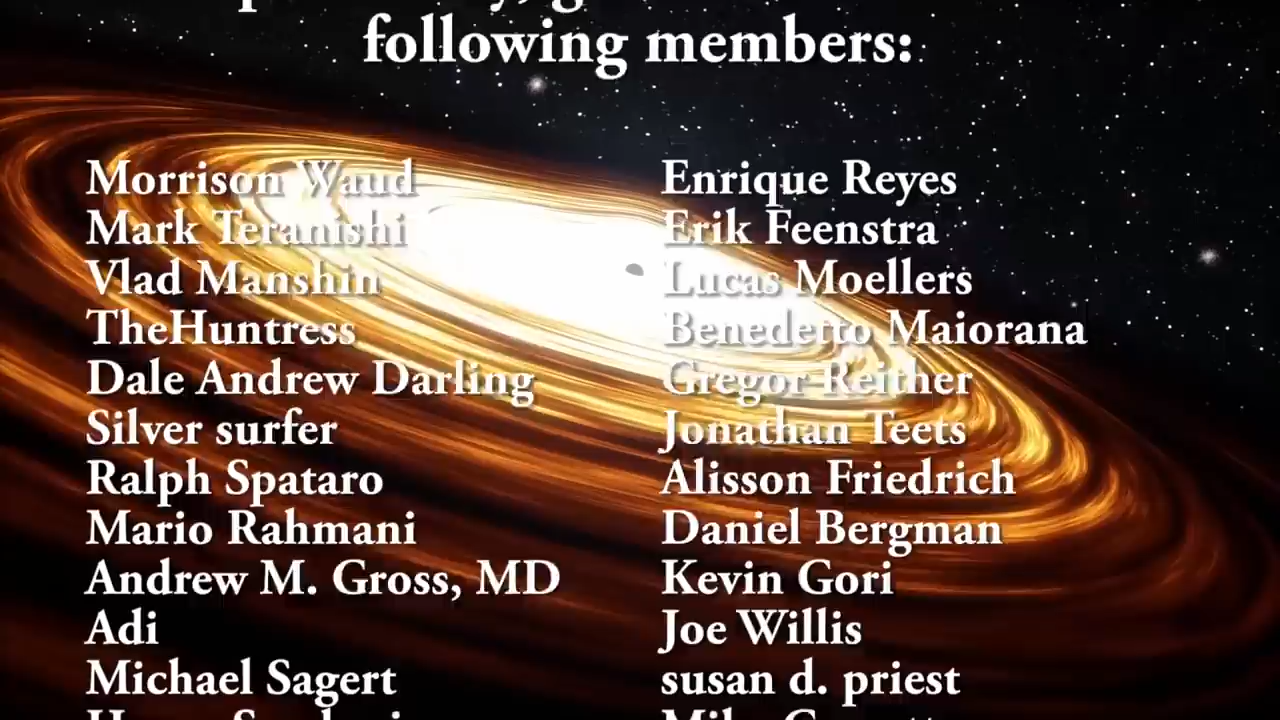 following members:
Morrison Waud
Mark Teranishi
Vlad Manshin
TheHuntress
Dale Andrew Darling
Silver surfer
Ralph Spataro
Mario Rahmani
Andrew M. Gross, MD
Adi
Michael Sagert
Enrique Reyes
Erik Feenstra
Lucas Moellers
Benedetto Maiorana
Gregor Reither
Jonathan Teets
Alisson Friedrich
Daniel Bergman
Kevin Gori
Joe Willis
susan d. priest